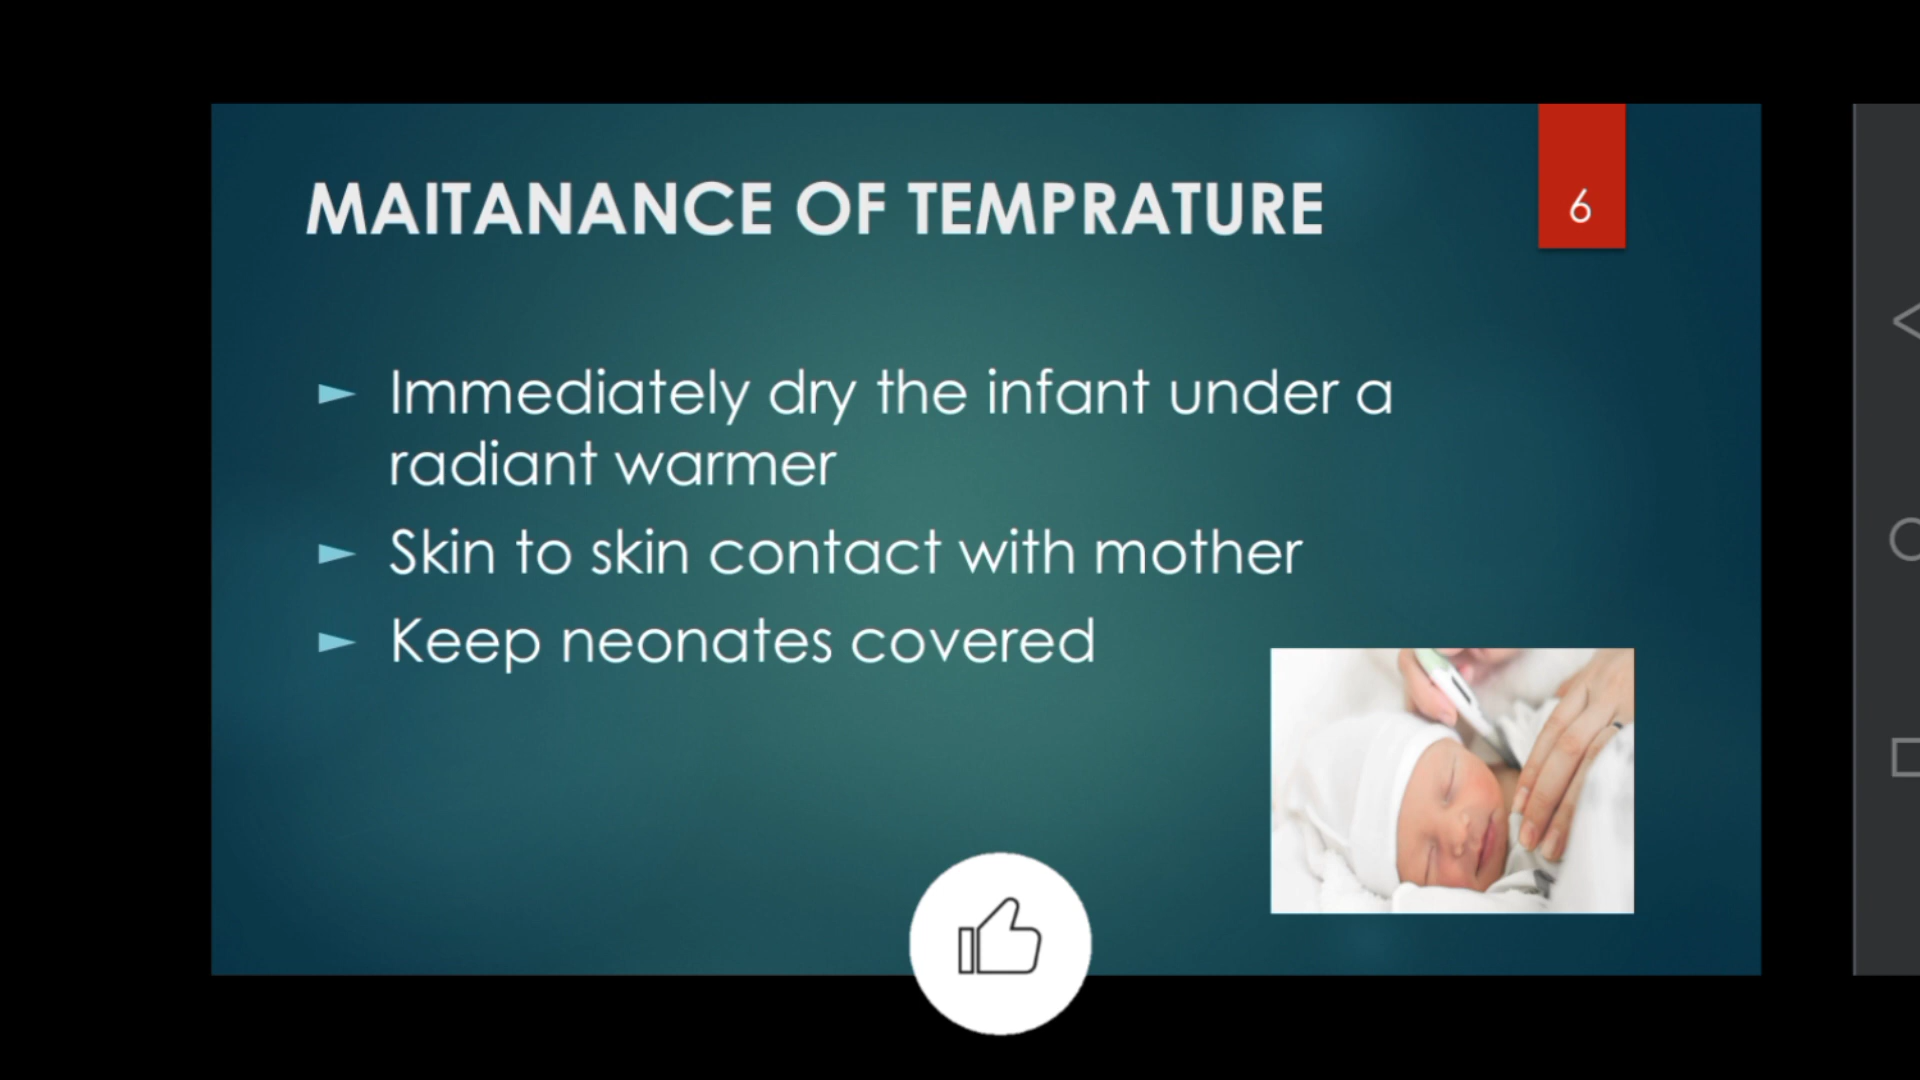 MAITANANCE OF TEMPRATURE
6
Immediately dry the infant under a
radiant warmer
Skin to skin contact with mother
Keep neonates covered